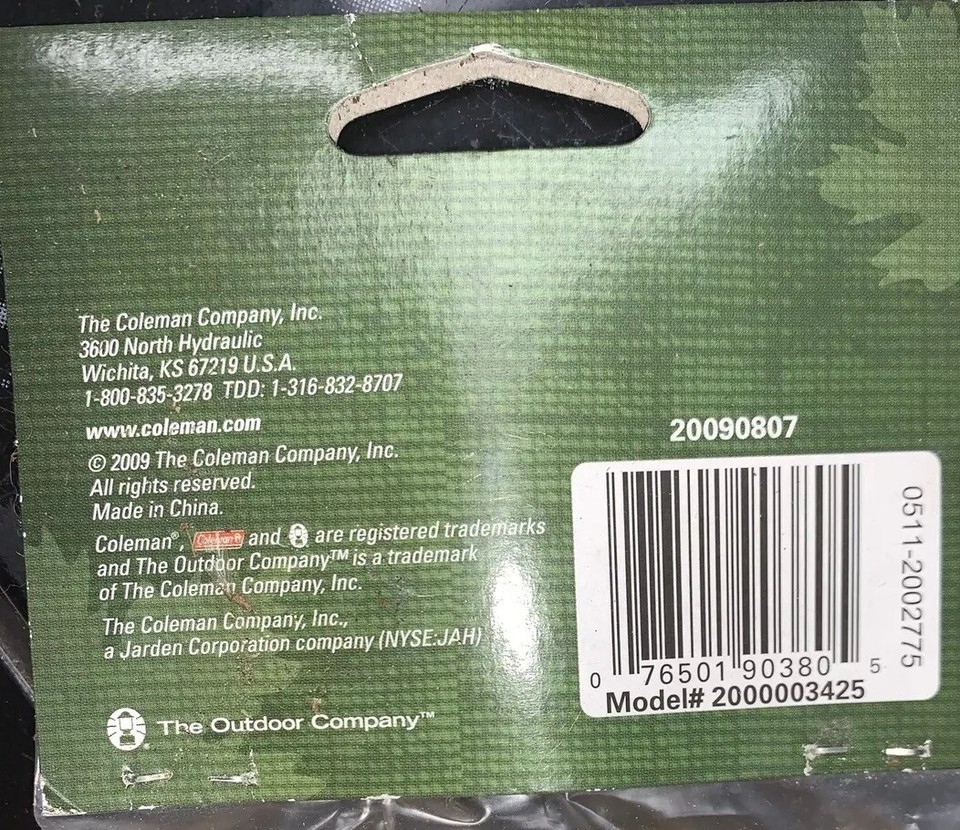 The Coleman Company, Inc.
3600 North Hydraulic
Wichita, KS 67219 U.S.A.
1-800-835-3278 TDD: 1-316-832-8707
www.coleman.com
© 2009 The Coleman Company, Inc.
All rights reserved.
Made in China.
Coleman®, Coleman® and are registered trademarks
and The Outdoor Company™ is a trademark
of The Coleman Company, Inc.
The Coleman Company, Inc.,
a Jarden Corporation company (NYSE:JAH)
The Outdoor Company™
20090807
0511-2002775
0 76501 90380 5
Model# 2000003425